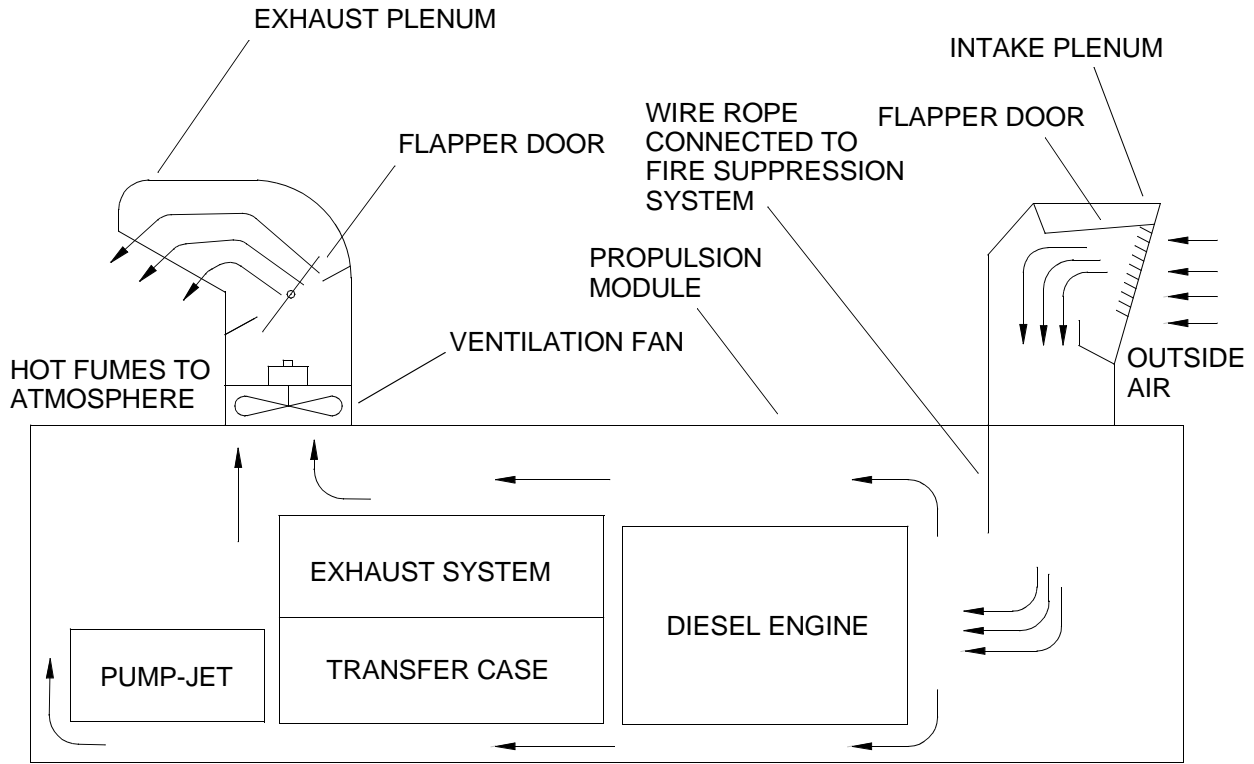 EXHAUST PLENUM
INTAKE PLENUM
WIRE ROPE
CONNECTED TO
FIRE SUPPRESSION
SYSTEM
FLAPPER DOOR
FLAPPER DOOR
PROPULSION
MODULE
VENTILATION FAN
HOT FUMES TO
ATMOSPHERE
OUTSIDE
AIR
EXHAUST SYSTEM
DIESEL ENGINE
PUMP-JET
TRANSFER CASE